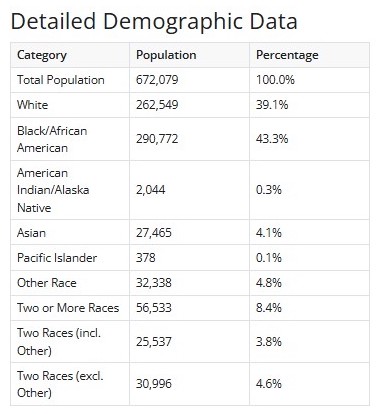 Detailed Demographic Data
Category Population Percentage
Total Population 672,079 100.0%
White 262,549 39.1%
Black/African
American 290,772 43.3%
American
Indian/Alaska 2,044 0.3%
Native
Asian 27,465 4.1%
Pacific Islander 378 0.1%
Other Race 32,338 4.8%
Two or More Races 56,533 8.4%
Two Races (incl.
Other) 25,537 3.8%
Two Races (excl.
Other) 30,996 4.6%